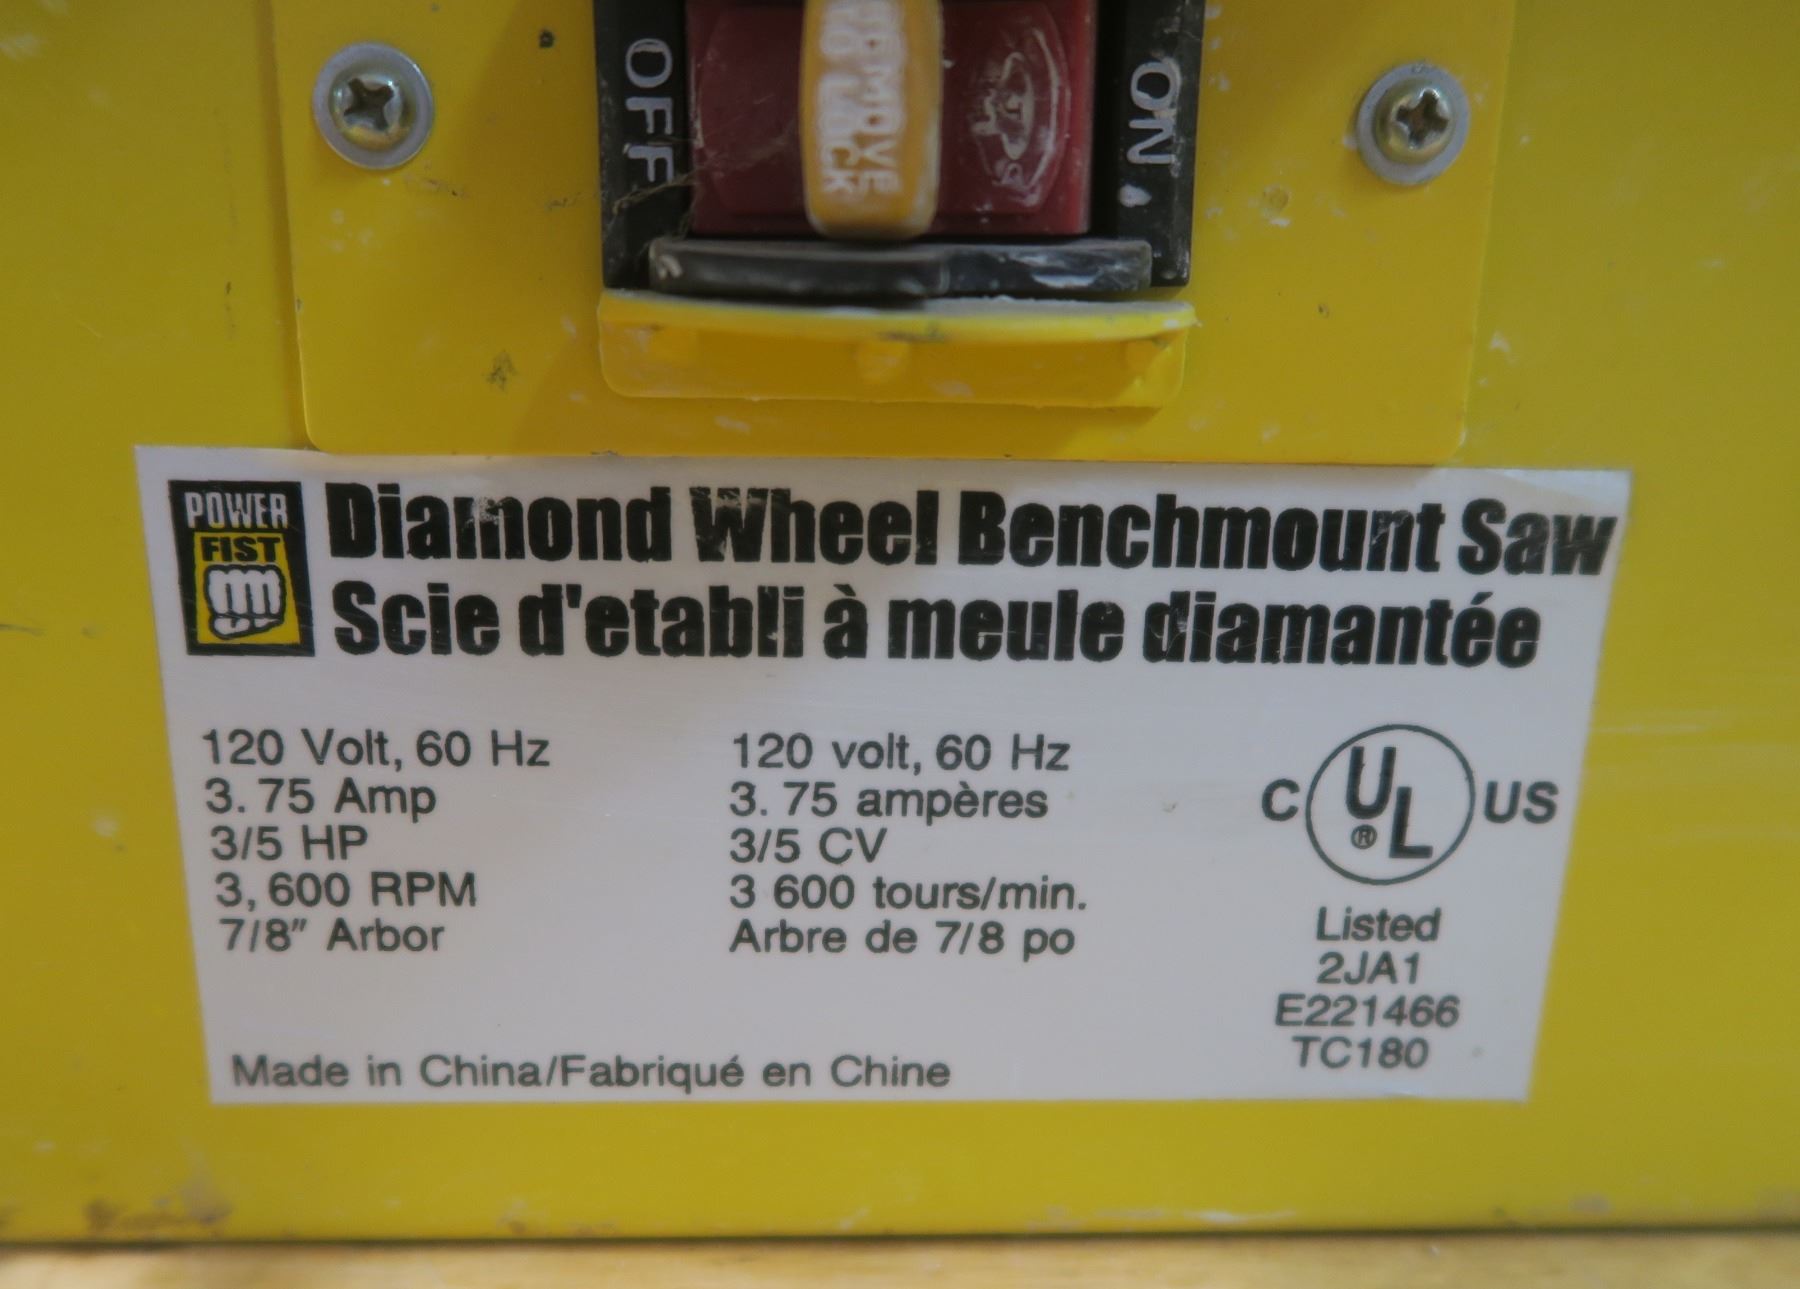 OFF
REMOVE
TO LOCK
ON
POWER
FIST
Diamond Wheel Benchmount Saw
Scie d'etabli à meule diamantée
120 Volt, 60 Hz
3. 75 Amp
3/5 HP
3, 600 RPM
7/8" Arbor
120 volt, 60 Hz
3. 75 ampères
3/5 CV
3 600 tours/min.
Arbre de 7/8 po
C UL® US
Listed
2JA1
E221466
TC180
Made in China/Fabriqué en Chine